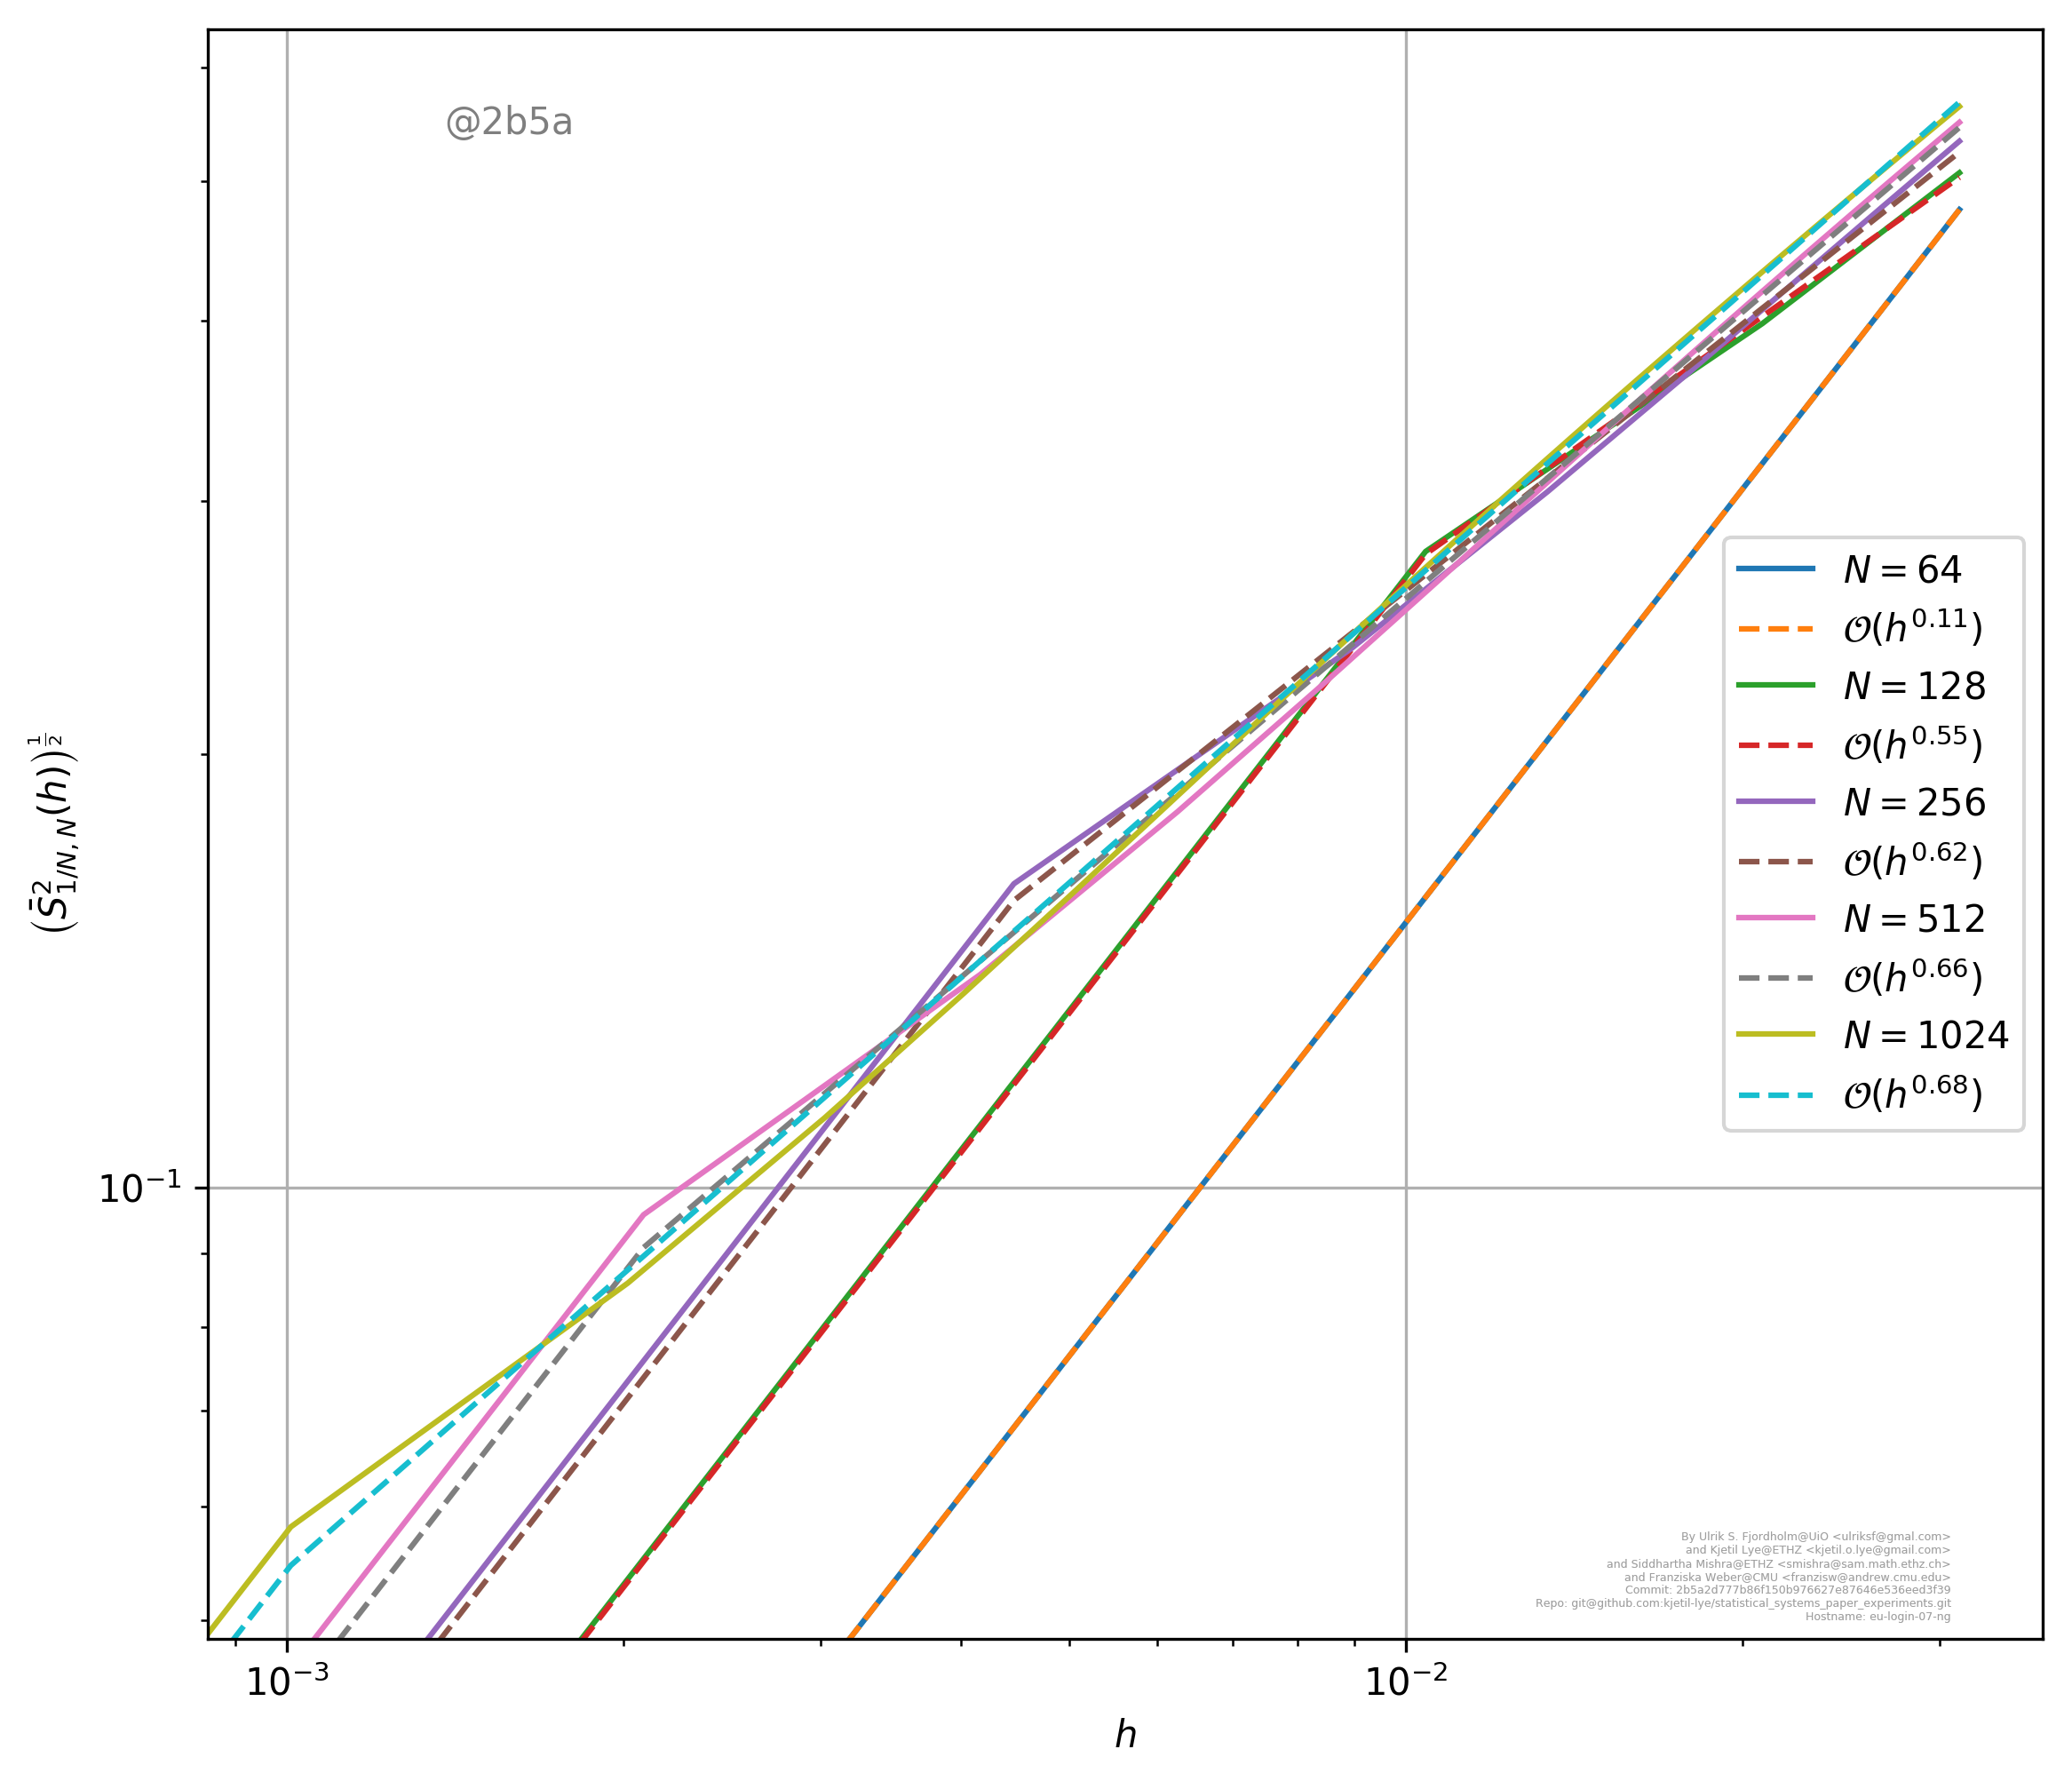 @2b5a
(S̄²_{1/N, N}(h))^{1/2}
N = 64
𝒪(h^{0.11})
N = 128
𝒪(h^{0.55})
N = 256
𝒪(h^{0.62})
N = 512
𝒪(h^{0.66})
N = 1024
𝒪(h^{0.68})
10⁻¹
By Ulrik S. Fjordholm@UiO <ulriksf@gmal.com>
and Kjetil Lye@ETHZ <kjetil.o.lye@gmail.com>
and Siddhartha Mishra@ETHZ <smishra@sam.math.ethz.ch>
and Franziska Weber@CMU <franzisw@andrew.cmu.edu>
Commit: 2b5a2d777b86f150b976627e87646e536eed3f39
Repo: git@github.com:kjetil-lye/statistical_systems_paper_experiments.git
Hostname: eu-login-07-ng
10⁻³ 10⁻²
h